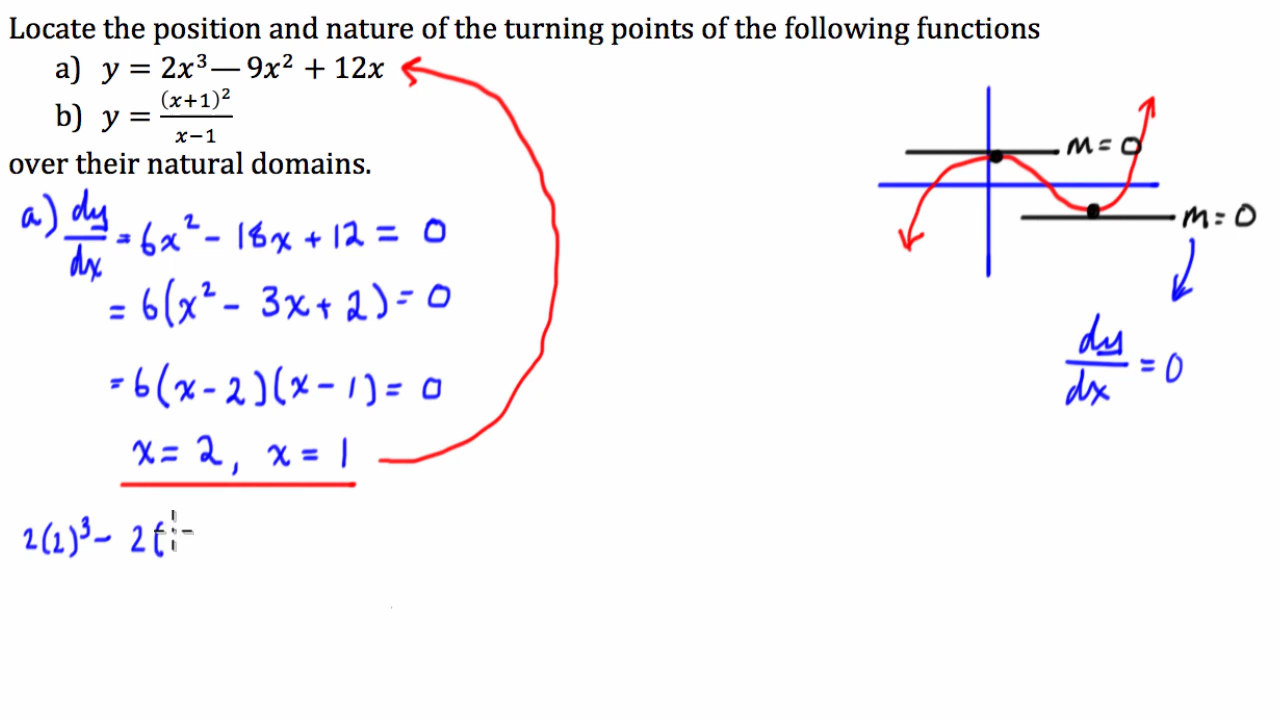 Locate the position and nature of the turning points of the following functions
a) y = 2x³ — 9x² + 12x
b) y = (x+1)² / x−1
over their natural domains.
a) dy/dx = 6x² - 18x + 12 = 0
= 6(x² - 3x + 2) = 0
= 6(x - 2)(x - 1) = 0
x = 2, x = 1
2(2)³ - 2(
m = 0
m = 0
dy/dx = 0